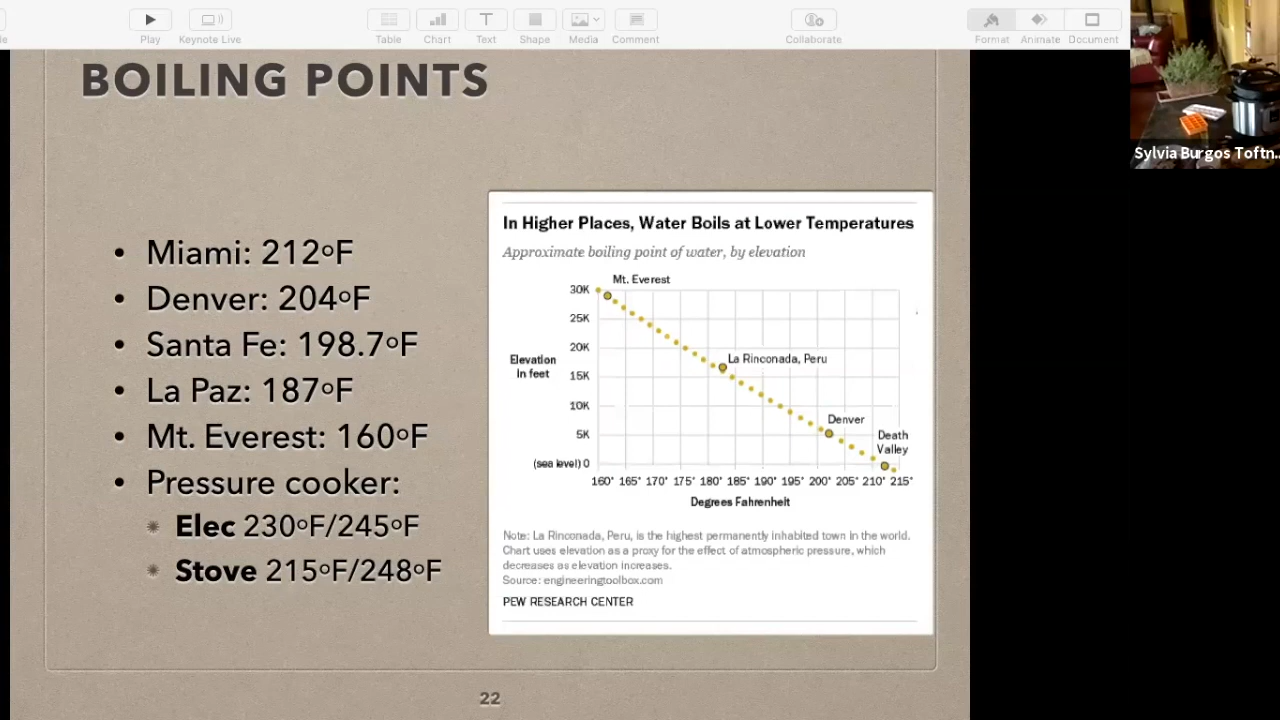 Play
Keynote Live
Table
Chart
Text
Shape
Media
Comment
Collaborate
Format
Animate
Document
Sylvia Burgos Toftn...
BOILING POINTS
• Miami: 212ºF
• Denver: 204ºF
• Santa Fe: 198.7ºF
• La Paz: 187ºF
• Mt. Everest: 160ºF
• Pressure cooker:
Elec 230ºF/245ºF
Stove 215ºF/248ºF
In Higher Places, Water Boils at Lower Temperatures
Approximate boiling point of water, by elevation
Mt. Everest
30K
25K
20K
La Rinconada, Peru
Elevation
in feet
15K
10K
Denver
5K
Death
Valley
(sea level) 0
160° 165° 170° 175° 180° 185° 190° 195° 200° 205° 210° 215°
Degrees Fahrenheit
Note: La Rinconada, Peru, is the highest permanently inhabited town in the world.
Chart uses elevation as a proxy for the effect of atmospheric pressure, which
decreases as elevation increases.
Source: engineeringtoolbox.com
PEW RESEARCH CENTER
22